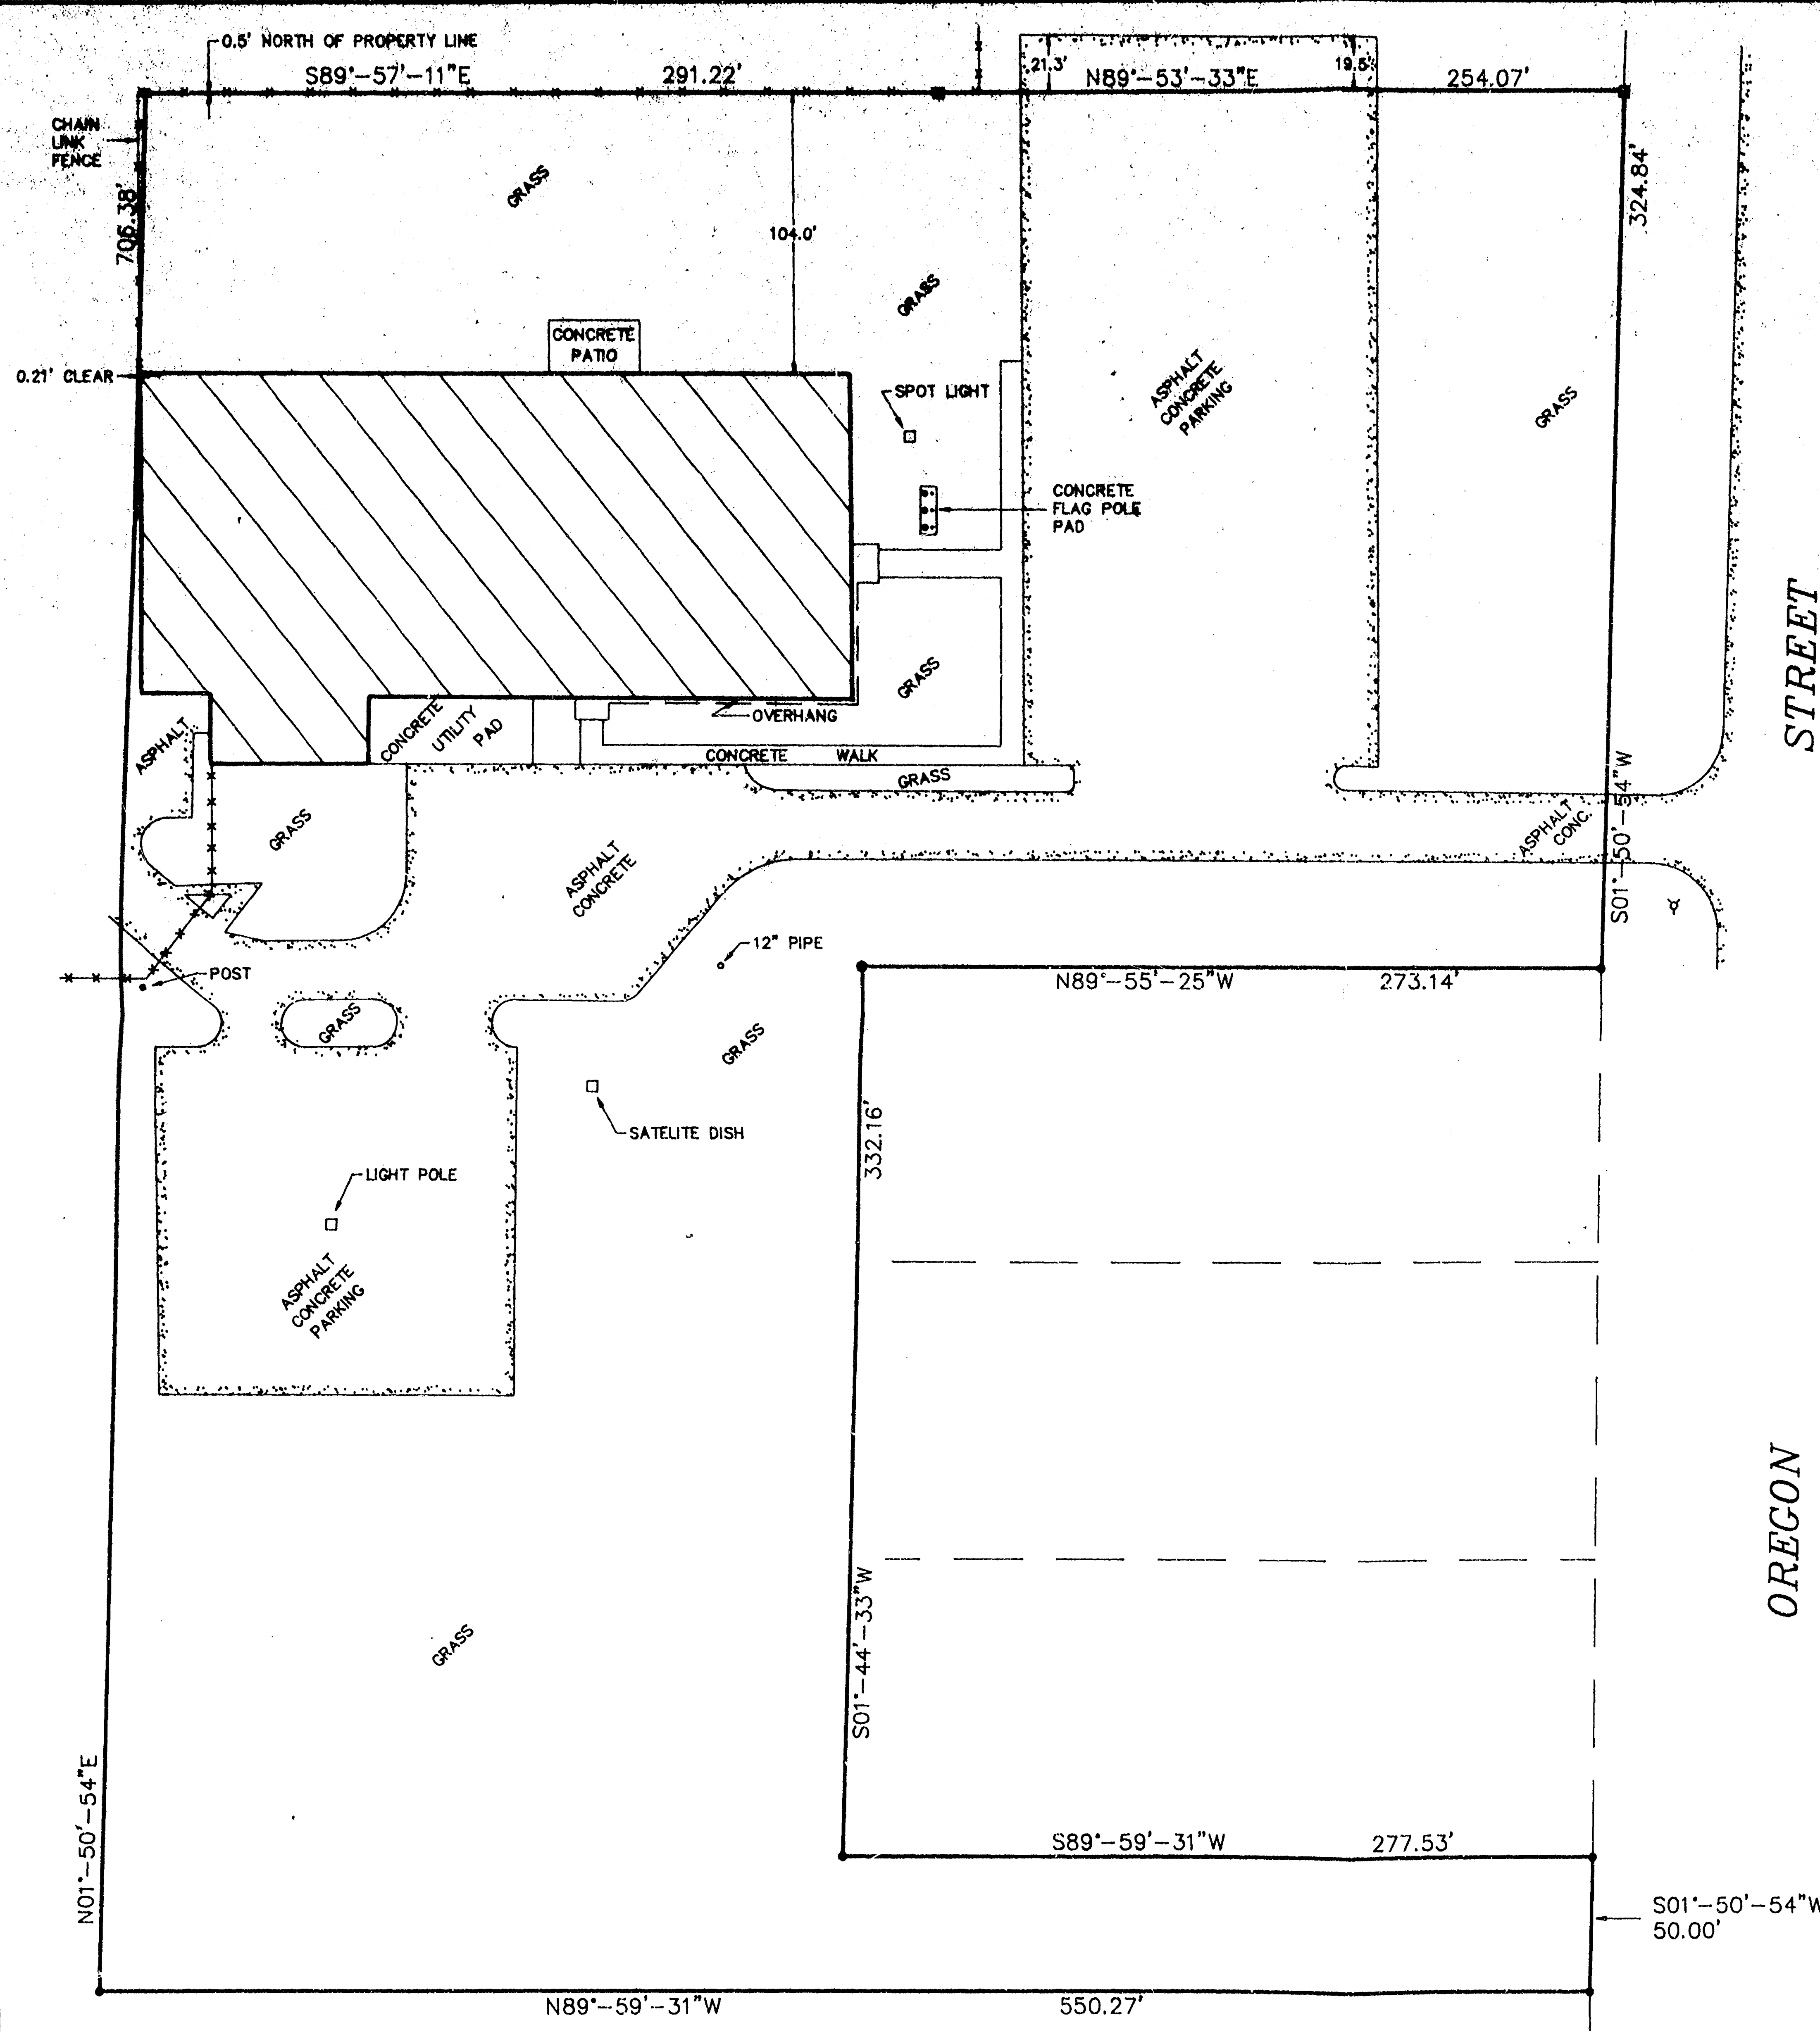 0.5' NORTH OF PROPERTY LINE
S89°-57'-11"E 291.22'
21.3'
N89°-53'-33"E
19.5'
254.07'
CHAIN
LINK
FENCE
706.38'
GRASS
104.0'
324.84'
GRASS
CONCRETE
PATIO
0.21' CLEAR
SPOT LIGHT
ASPHALT
CONCRETE
PARKING
GRASS
CONCRETE
FLAG POLE
PAD
STREET
GRASS
OVERHANG
CONCRETE
UTILITY
PAD
ASPHALT
CONCRETE WALK
GRASS
S01°-50'-54"W
ASPHALT
CONC.
GRASS
ASPHALT
CONCRETE
12" PIPE
POST
N89°-55'-25"W 273.14'
GRASS
GRASS
332.16'
SATELITE DISH
LIGHT POLE
ASPHALT
CONCRETE
PARKING
OREGON
S01°-44'-33"W
GRASS
N01°-50'-54"E
S89°-59'-31"W 277.53'
S01°-50'-54"W
50.00'
N89°-59'-31"W 550.27'